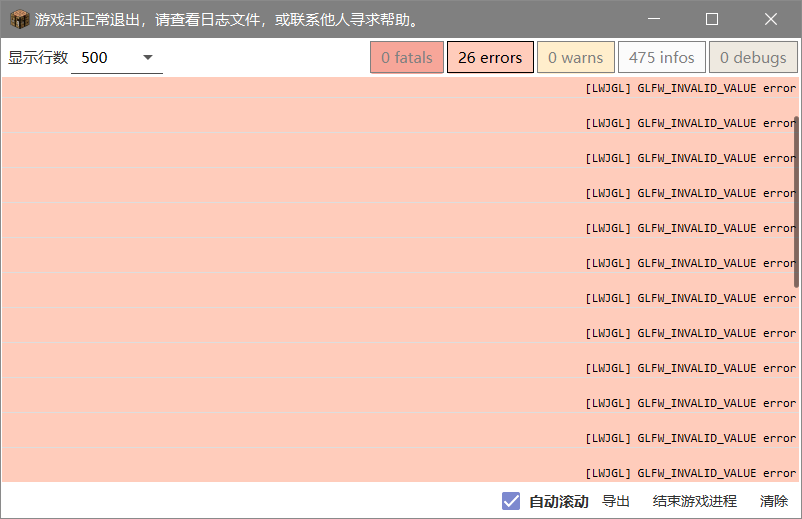 游戏非正常退出，请查看日志文件，或联系他人寻求帮助。
显示行数 500 0 fatals 26 errors 0 warns 475 infos 0 debugs
[LWJGL] GLFW_INVALID_VALUE error
[LWJGL] GLFW_INVALID_VALUE error
[LWJGL] GLFW_INVALID_VALUE error
[LWJGL] GLFW_INVALID_VALUE error
[LWJGL] GLFW_INVALID_VALUE error
[LWJGL] GLFW_INVALID_VALUE error
[LWJGL] GLFW_INVALID_VALUE error
[LWJGL] GLFW_INVALID_VALUE error
[LWJGL] GLFW_INVALID_VALUE error
[LWJGL] GLFW_INVALID_VALUE error
[LWJGL] GLFW_INVALID_VALUE error
[LWJGL] GLFW_INVALID_VALUE error
自动滚动 导出 结束游戏进程 清除